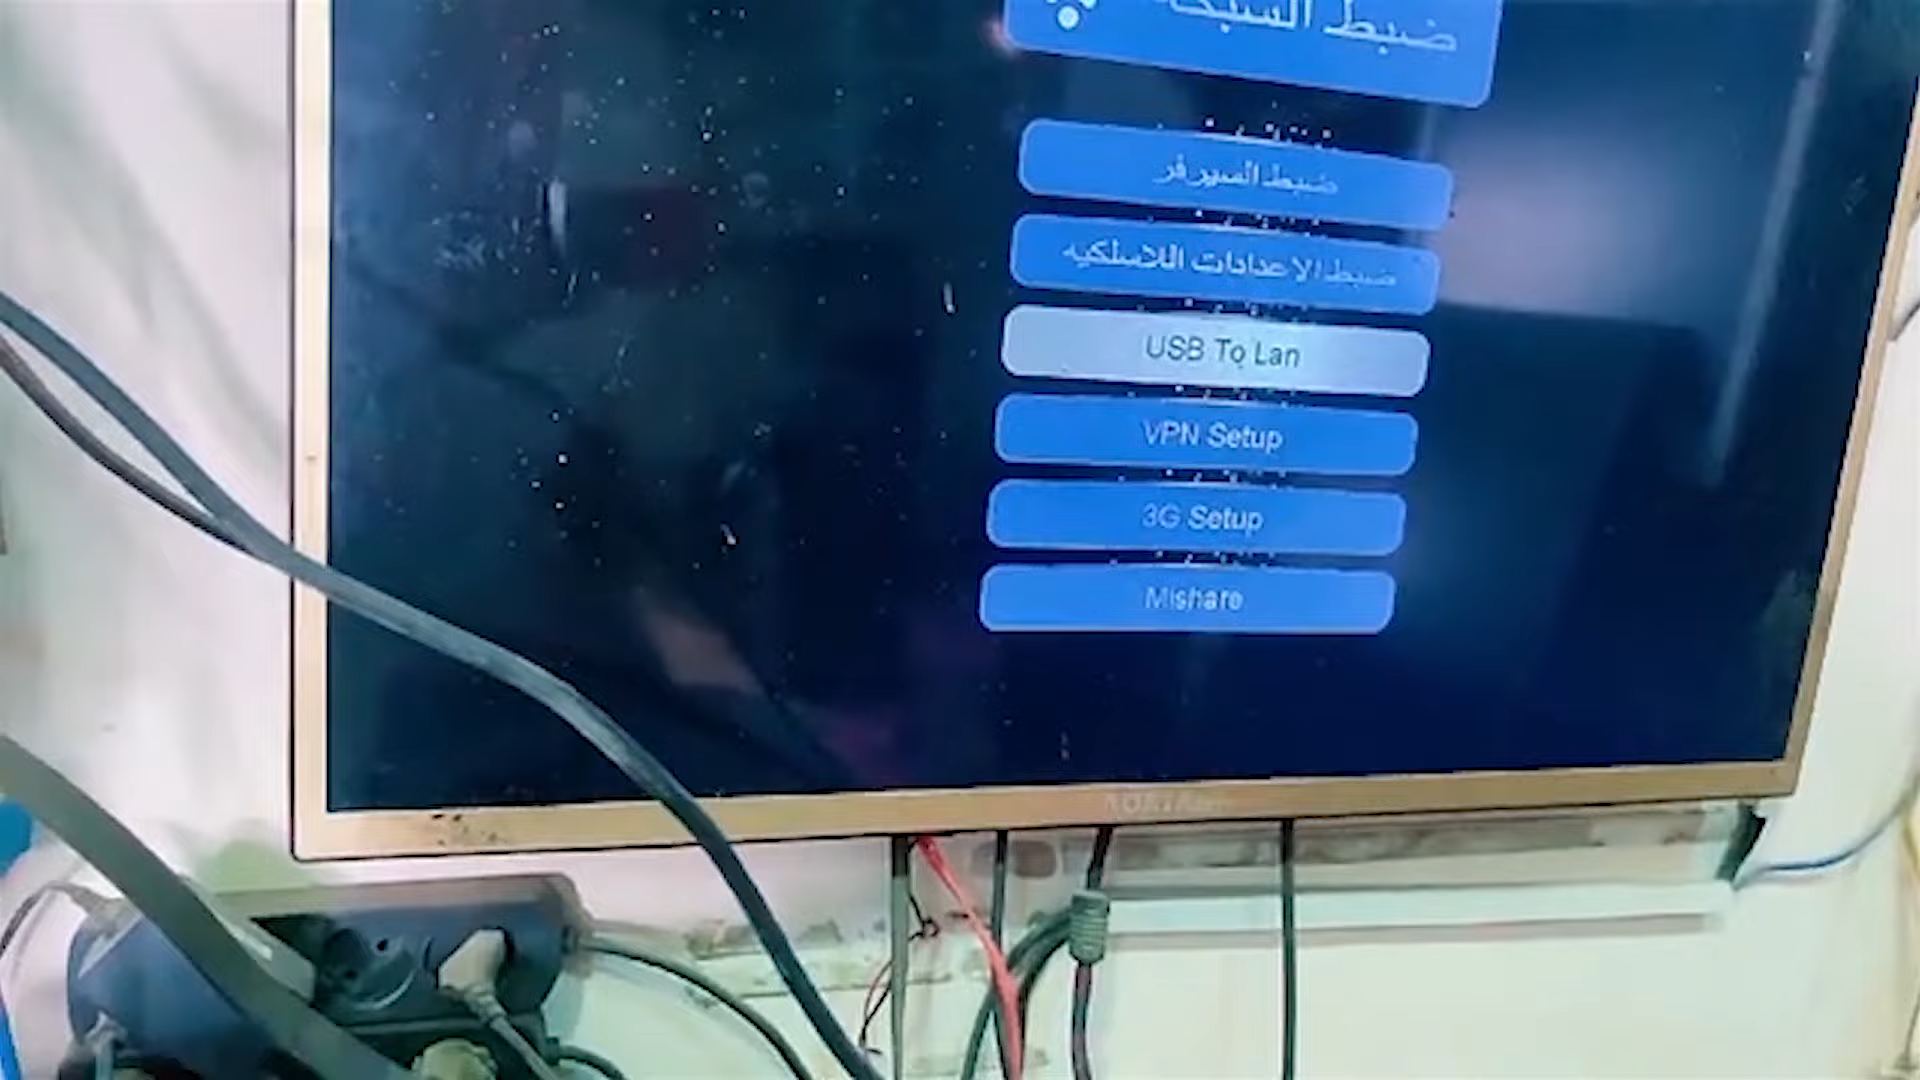 ضبط الشبكة
ضبط السيرفر
ضبط الاعدادات اللاسلكيه
USB To Lan
VPN Setup
3G Setup
Mishare